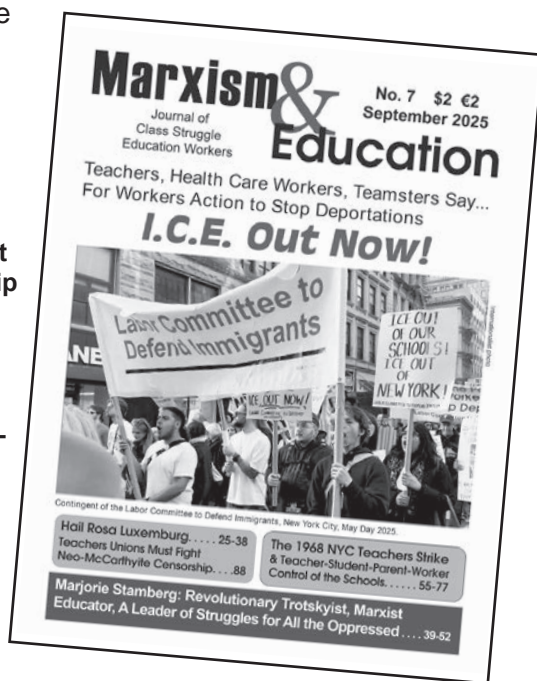 e
t
ip
-
Marxism &
Education
Journal of
Class Struggle
Education Workers
No. 7 $2 €2
September 2025
Teachers, Health Care Workers, Teamsters Say...
For Workers Action to Stop Deportations
I.C.E. Out Now!
Labor Committee to
Defend Immigrants
ANE
ICE OUT NOW!
ICE OUT
OF OUR
SCHOOLS!
ICE OUT
OF
NEW YORK!
Contingent of the Labor Committee to Defend Immigrants, New York City, May Day 2025.
Hail Rosa Luxemburg..... 25-38
Teachers Unions Must Fight
Neo-McCarthyite Censorship....88
The 1968 NYC Teachers Strike
& Teacher-Student-Parent-Worker
Control of the Schools...... 55-77
Marjorie Stamberg: Revolutionary Trotskyist, Marxist
Educator, A Leader of Struggles for All the Oppressed.... 39-52